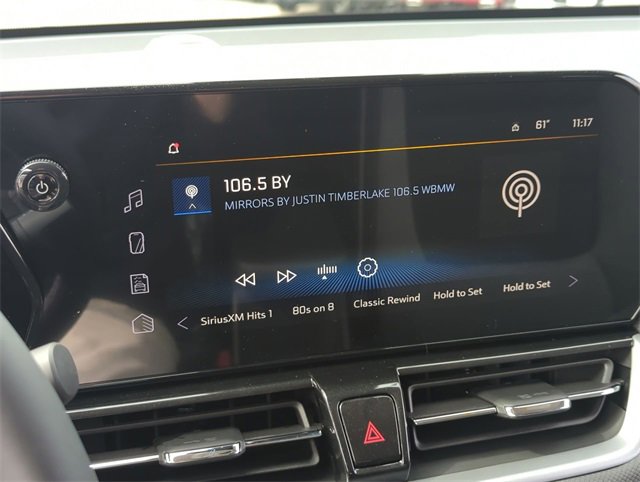 61° 11:17
106.5 BY
MIRRORS BY JUSTIN TIMBERLAKE 106.5 WBMW
SiriusXM Hits 1 80s on 8 Classic Rewind Hold to Set Hold to Set